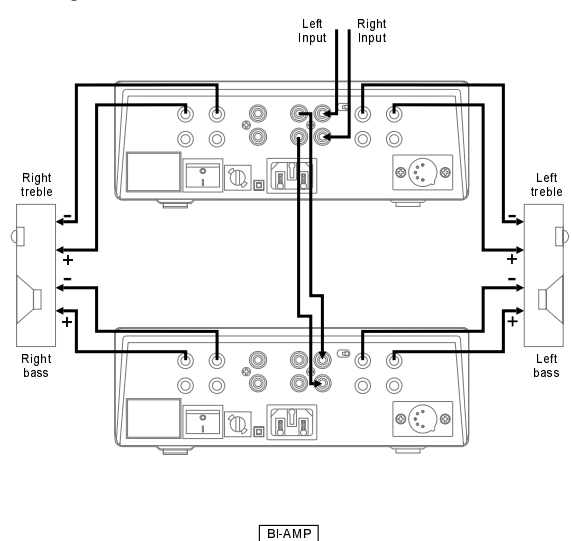 Left
Input
Right
Input
Right
treble
Left
treble
-
+
-
+
-
+
-
+
Right
bass
Left
bass
O
I
O
I
BI-AMP